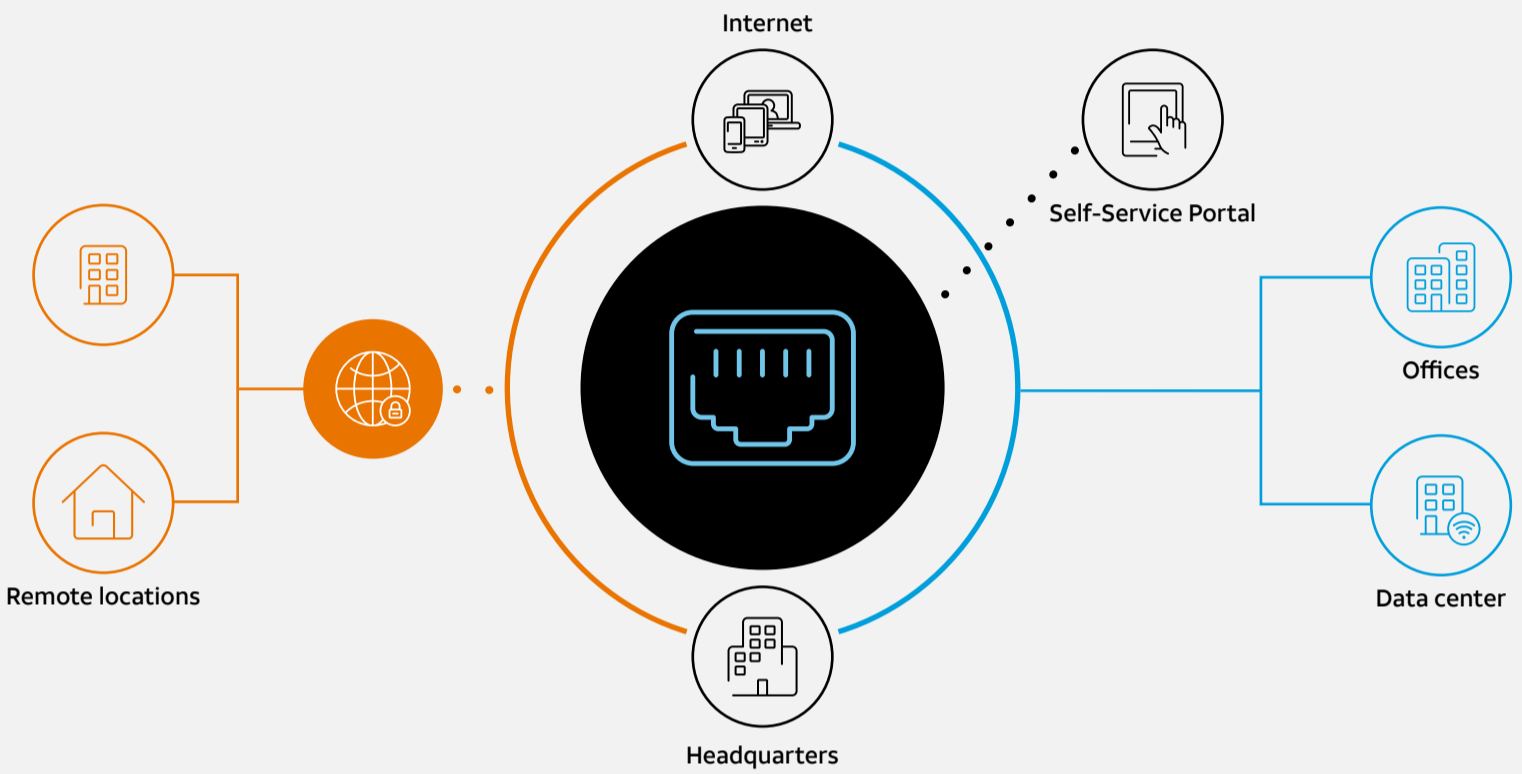 Internet
Self-Service Portal
Offices
Remote locations
Data center
Headquarters